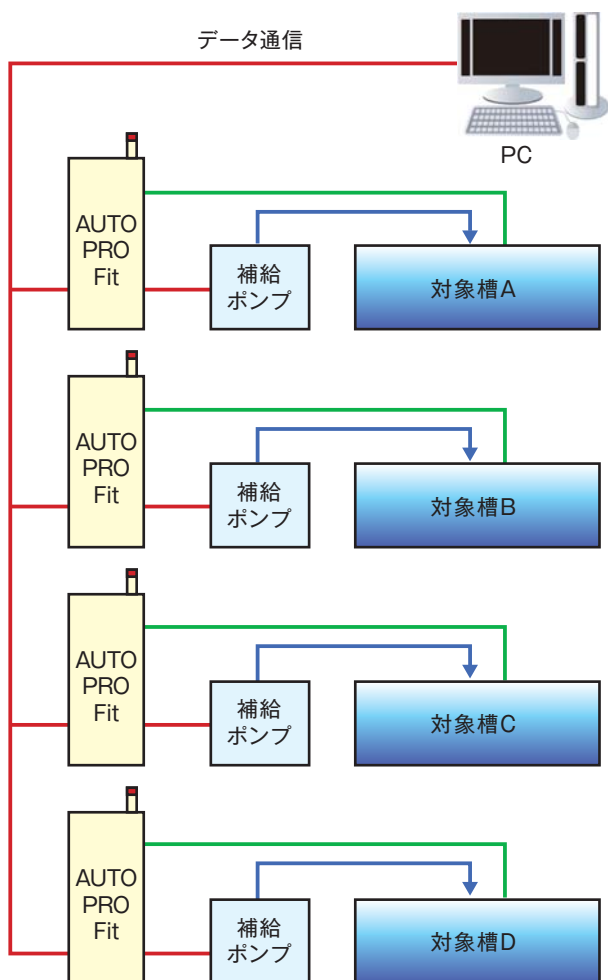 データ通信
PC
AUTO
PRO
Fit
補給
ポンプ
対象槽A
AUTO
PRO
Fit
補給
ポンプ
対象槽B
AUTO
PRO
Fit
補給
ポンプ
対象槽C
AUTO
PRO
Fit
補給
ポンプ
対象槽D